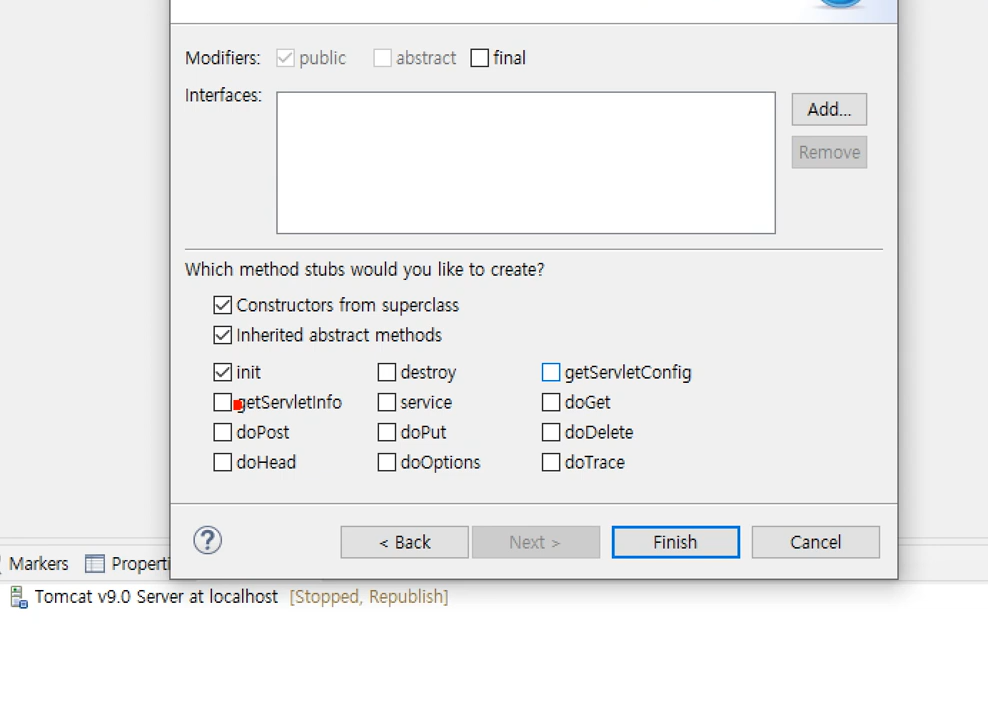 Modifiers: public abstract final
Interfaces:
Add...
Remove
Which method stubs would you like to create?
Constructors from superclass
Inherited abstract methods
init destroy getServletConfig
getServletInfo service doGet
doPost doPut doDelete
doHead doOptions doTrace
? < Back Next > Finish Cancel
Markers Properti
Tomcat v9.0 Server at localhost [Stopped, Republish]